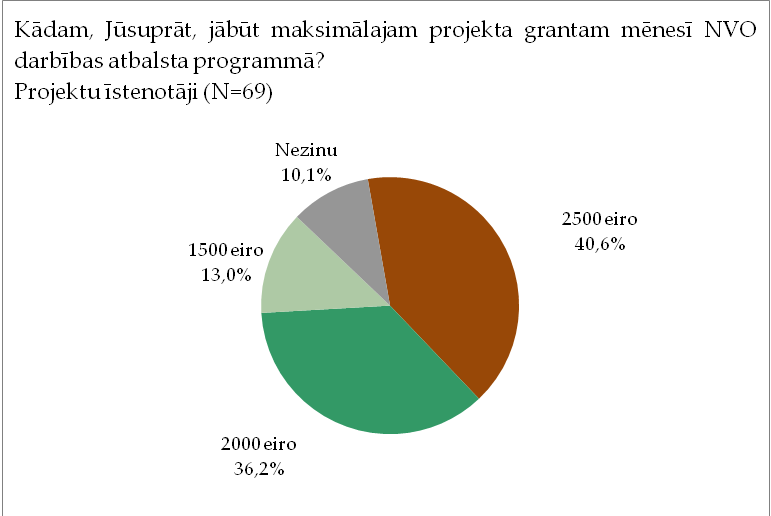 Kādam, Jūsuprāt, jābūt maksimālajam projekta grantam mēnesī NVO
darbības atbalsta programmā?
Projektu īstenotāji (N=69)
Nezinu
10,1%
2500 eiro
40,6%
1500 eiro
13,0%
2000 eiro
36,2%